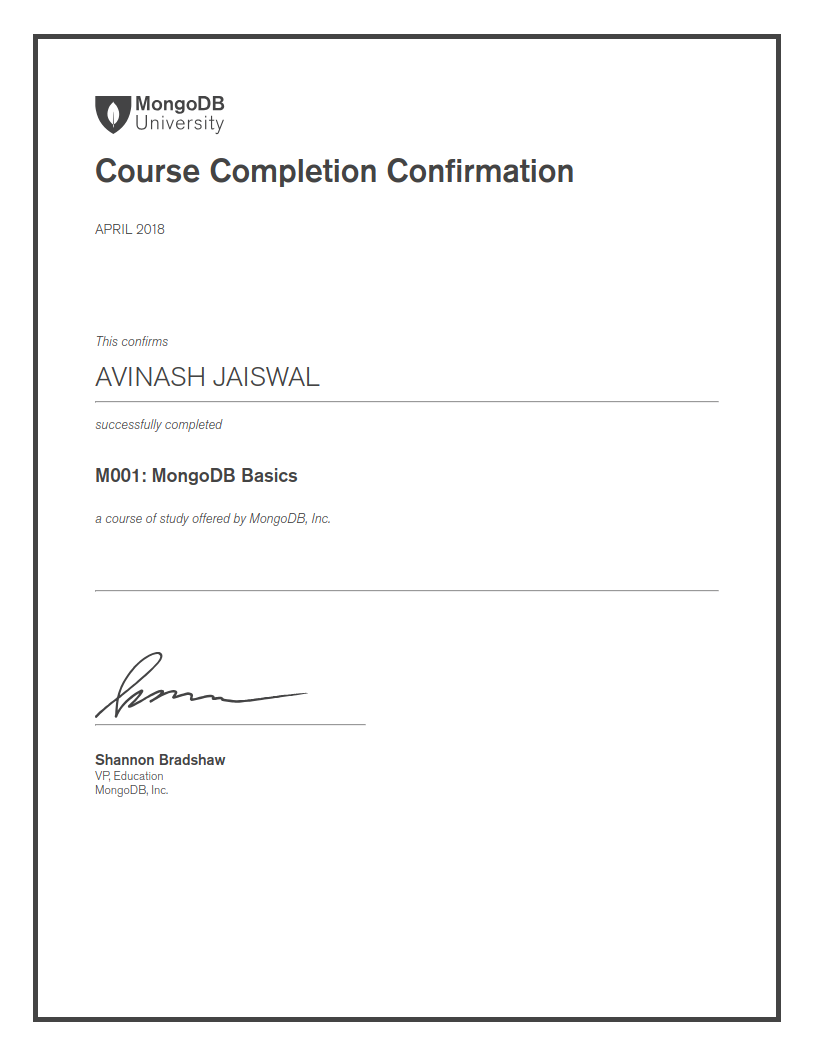 MongoDB
University
Course Completion Confirmation
APRIL 2018
This confirms
AVINASH JAISWAL
successfully completed
M001: MongoDB Basics
a course of study offered by MongoDB, Inc.
Shannon Bradshaw
VP, Education
MongoDB, Inc.